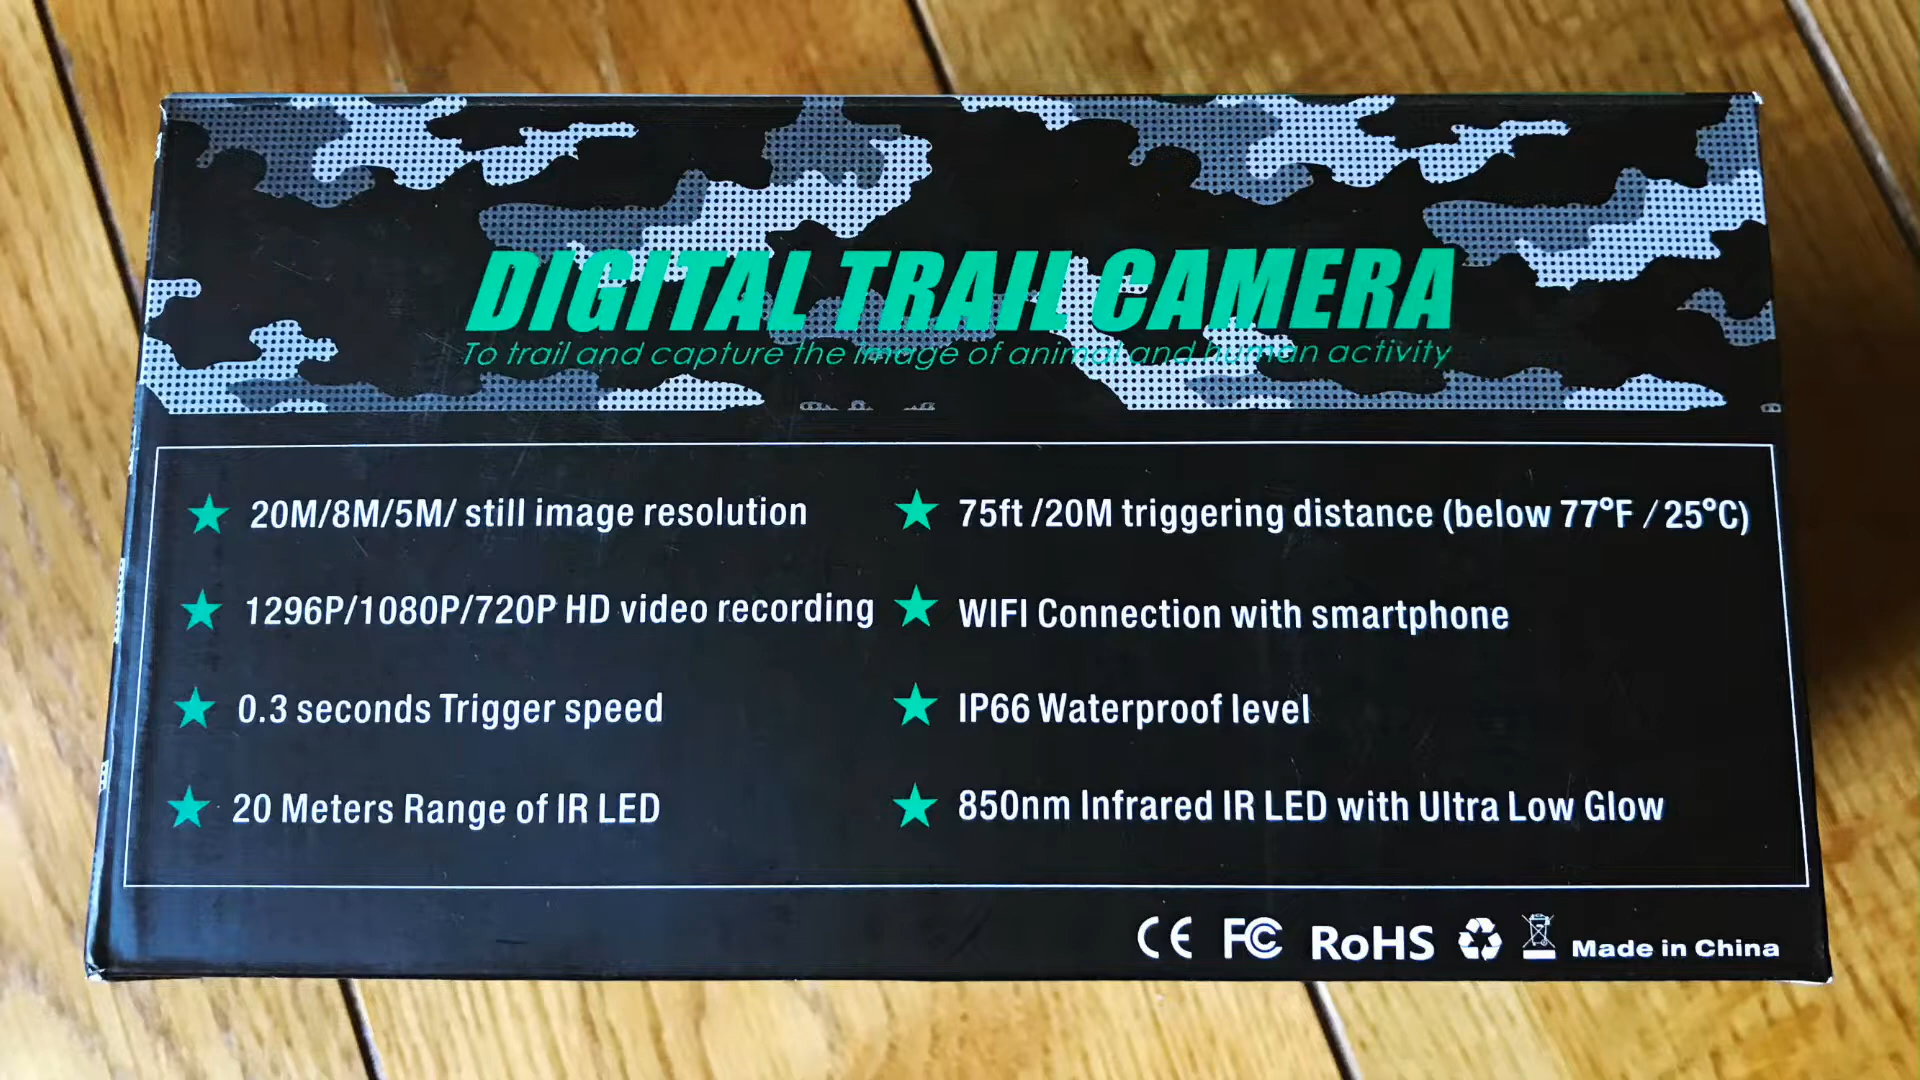 DIGITAL TRAIL CAMERA
To trail and capture the image of animal and human activity
★ 20M/8M/5M/ still image resolution
★ 1296P/1080P/720P HD video recording
★ 0.3 seconds Trigger speed
★ 20 Meters Range of IR LED
★ 75ft /20M triggering distance (below 77°F / 25°C)
★ WIFI Connection with smartphone
★ IP66 Waterproof level
★ 850nm Infrared IR LED with Ultra Low Glow
CE FC RoHS Made in China